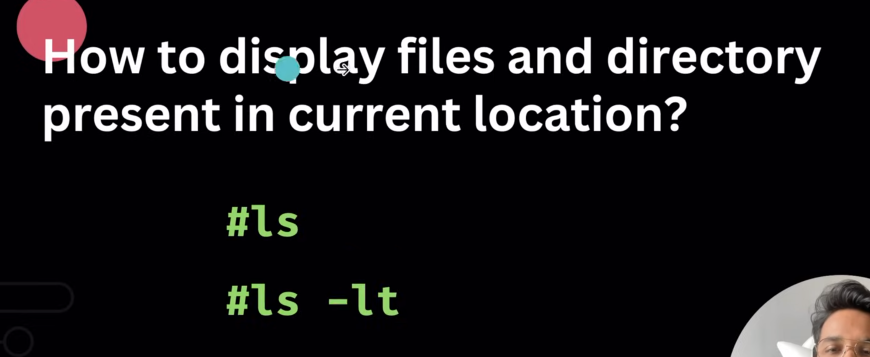 How to display files and directory
present in current location?
#ls
#ls -lt